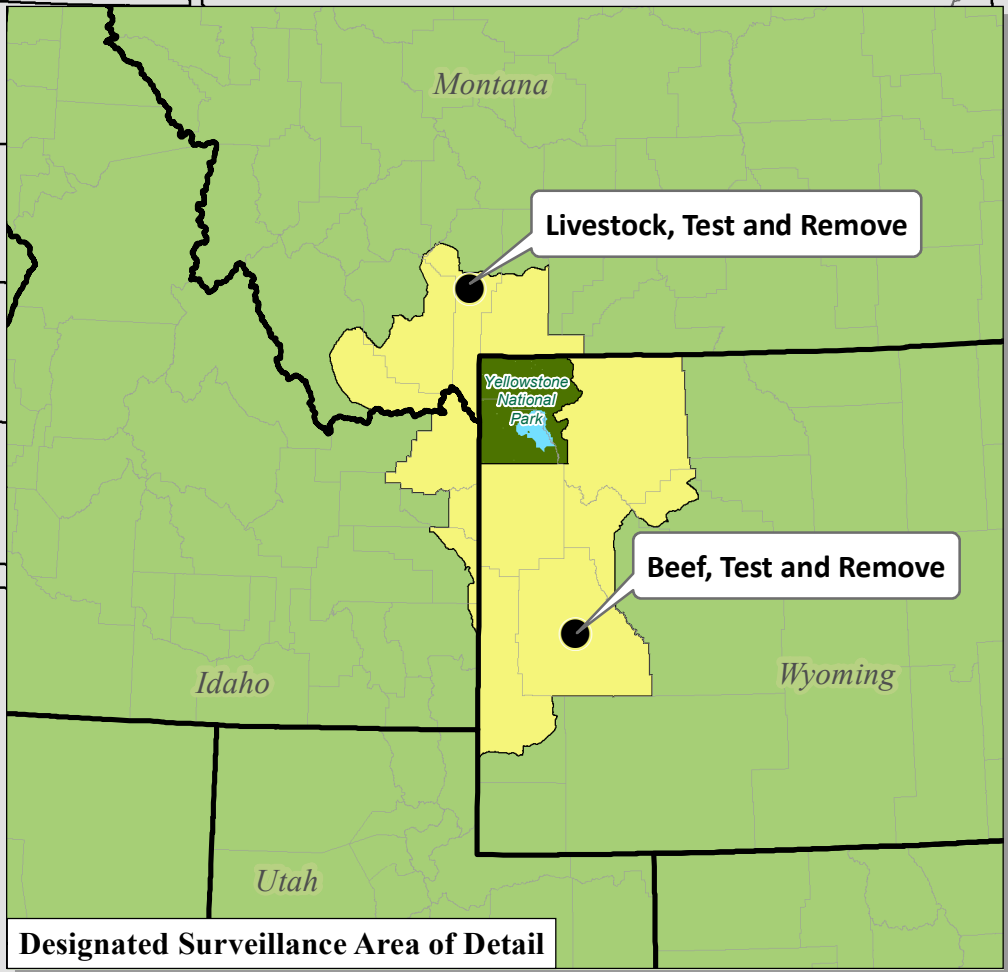 Montana
Livestock, Test and Remove
Yellowstone
National
Park
Beef, Test and Remove
Wyoming
Idaho
Utah
Designated Surveillance Area of Detail